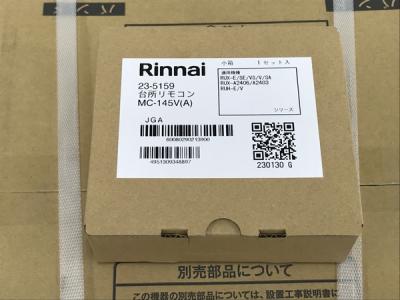 Rinnai
小箱 1セット入
23-5159
台所リモコン
MC-145V(A)
適用機種
RUX-E/SE/VS/V/SA
RUX-A2406/A2403
RUH-E/V
シリーズ
JGA
4951309348897
230130 G
別売部品について
この機器の別売部品については、設置工事説明